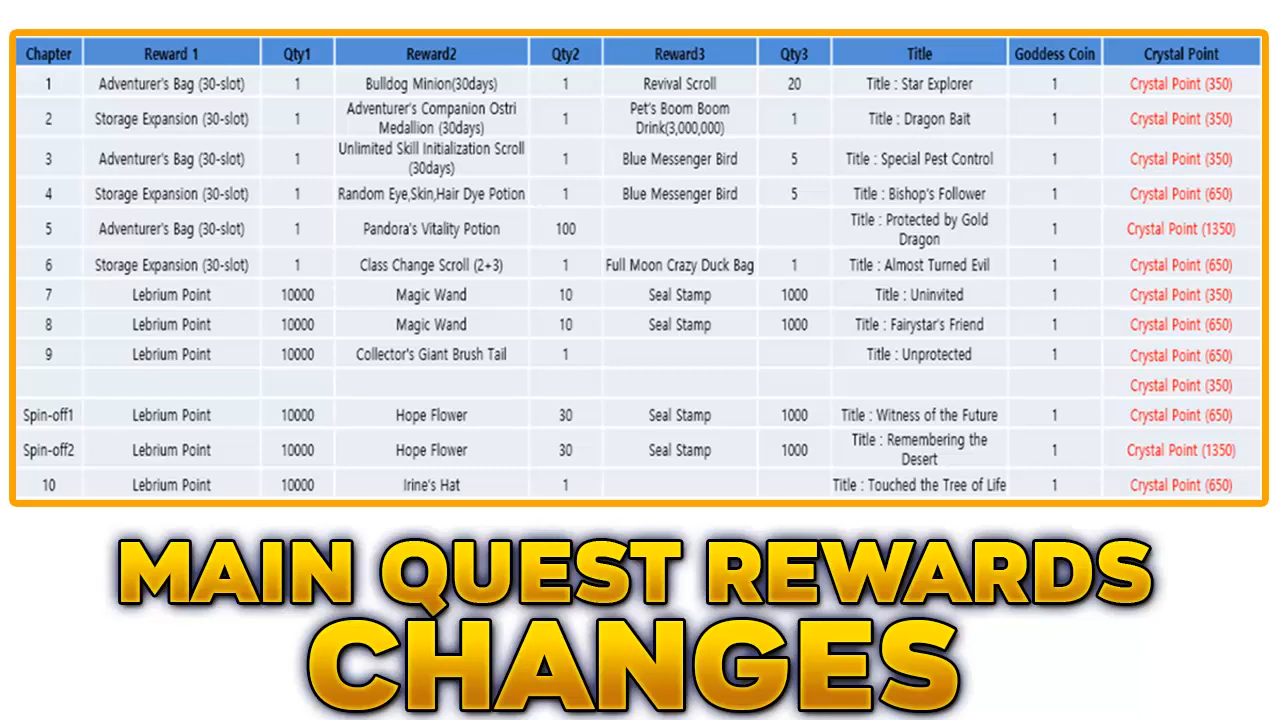 Chapter Reward 1 Qty1 Reward2 Qty2 Reward3 Qty3 Title Goddess Coin Crystal Point
1 Adventurer's Bag (30-slot) 1 Bulldog Minion(30days) 1 Revival Scroll 20 Title : Star Explorer 1 Crystal Point (350)
2 Storage Expansion (30-slot) 1 Adventurer's Companion Ostri Medallion (30days) 1 Pet's Boom Boom Drink(3,000,000) 1 Title : Dragon Bait 1 Crystal Point (350)
3 Adventurer's Bag (30-slot) 1 Unlimited Skill Initialization Scroll (30days) 1 Blue Messenger Bird 5 Title : Special Pest Control 1 Crystal Point (350)
4 Storage Expansion (30-slot) 1 Random Eye,Skin,Hair Dye Potion 1 Blue Messenger Bird 5 Title : Bishop's Follower 1 Crystal Point (650)
5 Adventurer's Bag (30-slot) 1 Pandora's Vitality Potion 100 Title : Protected by Gold Dragon 1 Crystal Point (1350)
6 Storage Expansion (30-slot) 1 Class Change Scroll (2+3) 1 Full Moon Crazy Duck Bag 1 Title : Almost Turned Evil 1 Crystal Point (650)
7 Lebrium Point 10000 Magic Wand 10 Seal Stamp 1000 Title : Uninvited 1 Crystal Point (350)
8 Lebrium Point 10000 Magic Wand 10 Seal Stamp 1000 Title : Fairystar's Friend 1 Crystal Point (650)
9 Lebrium Point 10000 Collector's Giant Brush Tail 1 Title : Unprotected 1 Crystal Point (650)
Crystal Point (350)
Spin-off1 Lebrium Point 10000 Hope Flower 30 Seal Stamp 1000 Title : Witness of the Future 1 Crystal Point (650)
Spin-off2 Lebrium Point 10000 Hope Flower 30 Seal Stamp 1000 Title : Remembering the Desert 1 Crystal Point (1350)
10 Lebrium Point 10000 Irine's Hat 1 Title : Touched the Tree of Life 1 Crystal Point (650)
MAIN QUEST REWARDS
CHANGES